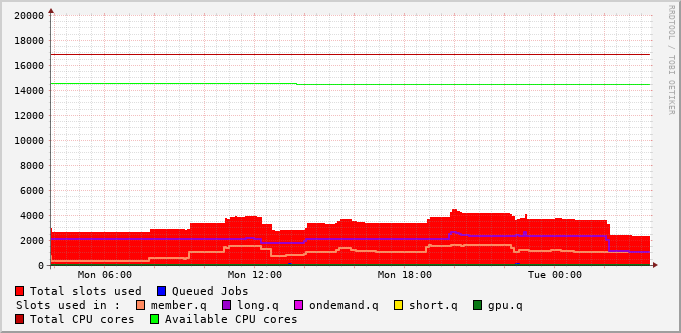 20000
18000
16000
14000
12000
10000
8000
6000
4000
2000
0
Mon 06:00 Mon 12:00 Mon 18:00 Tue 00:00
Total slots used Queued Jobs
Slots used in : member.q long.q ondemand.q short.q gpu.q
Total CPU cores Available CPU cores
RRDTOOL / TOBI OETIKER